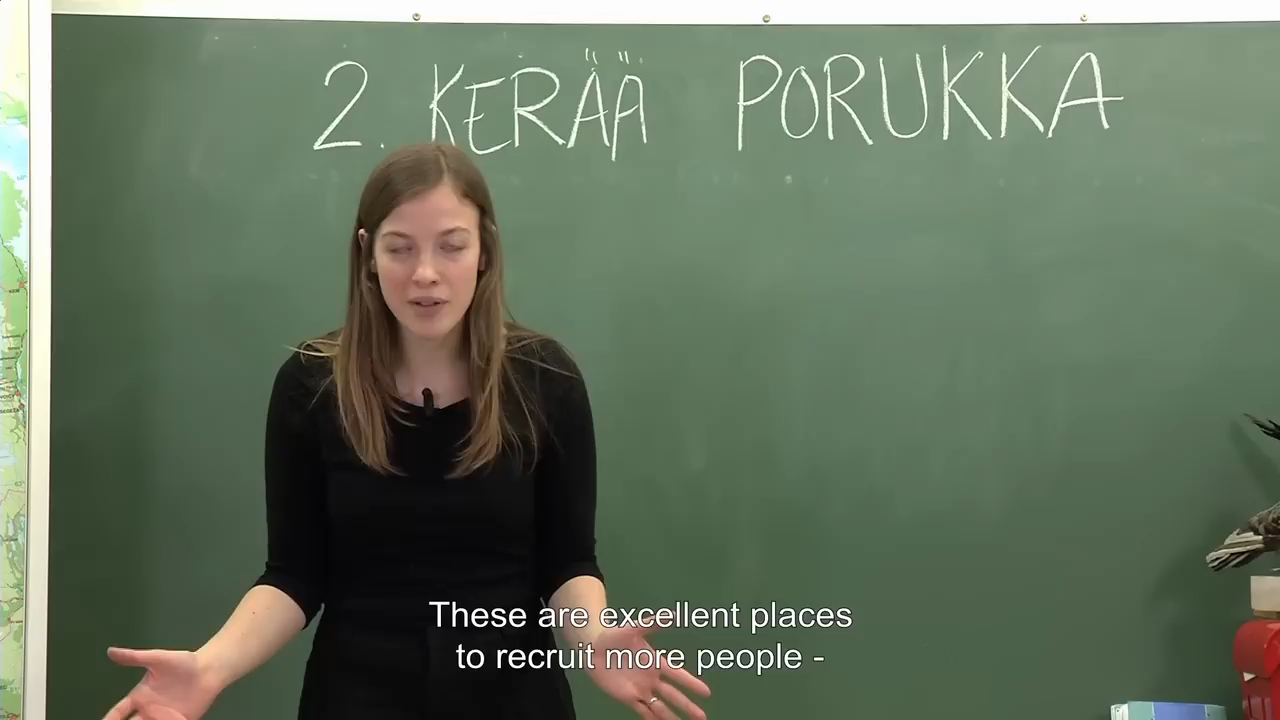 2. KERÄÄ PORUKKA
These are excellent places
to recruit more people -